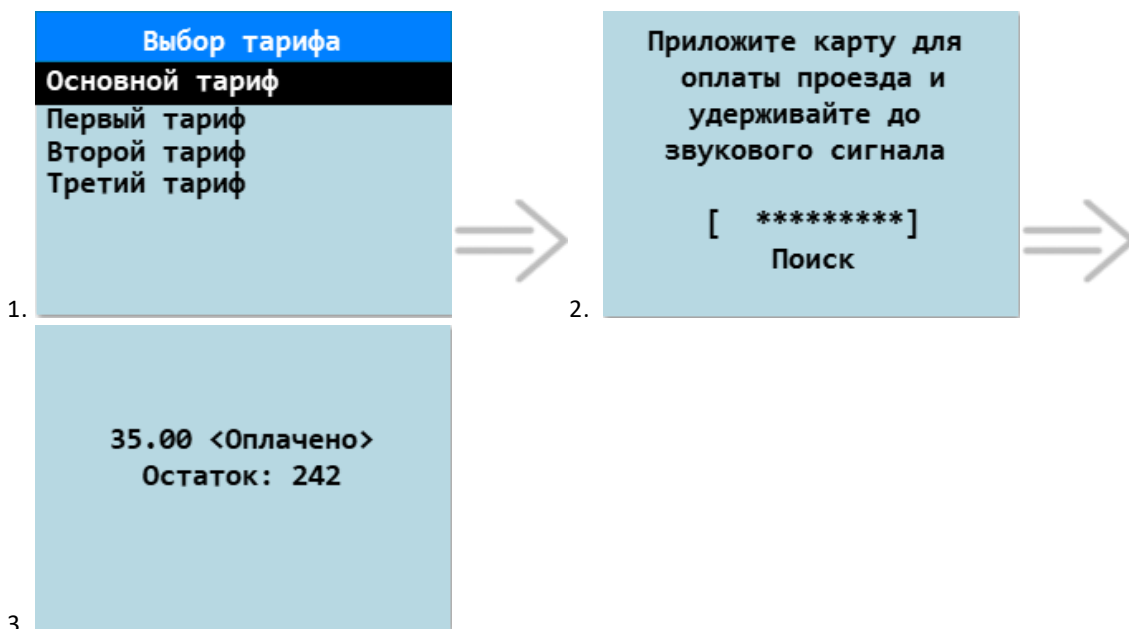 Выбор тарифа
Основной тариф
Первый тариф
Второй тариф
Третий тариф
1.
Приложите карту для
оплаты проезда и
удерживайте до
звукового сигнала
[ *********]
Поиск
2.
35.00 <Оплачено>
Остаток: 242
3.